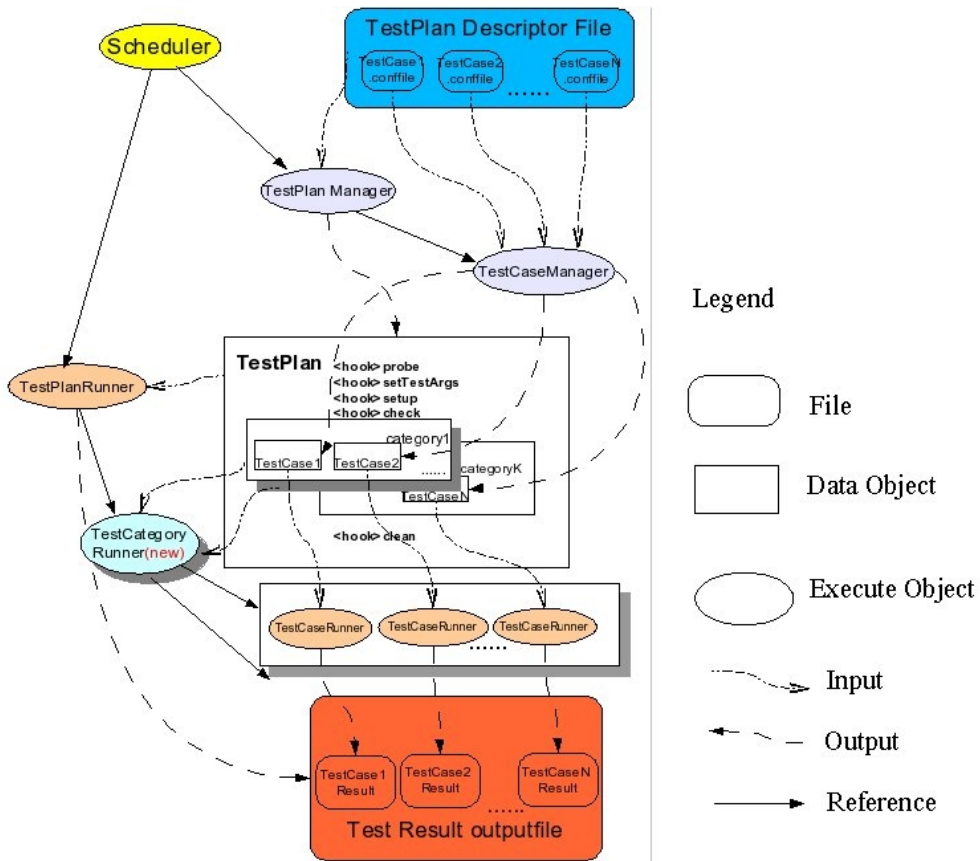 TestPlan Descriptor File
Scheduler
TestCase1
.conffile
TestCase2
.conffile
TestCaseN
.conffile
......
TestPlan Manager
TestCaseManager
Legend
TestPlan
<hook> probe
<hook> setTestArgs
<hook> setup
<hook> check
TestPlanRunner
File
category1
TestCase1
TestCase2
......
categoryK
TestCaseN
Data Object
TestCategory
Runner(new)
<hook> clean
Execute Object
TestCaseRunner
TestCaseRunner
TestCaseRunner
......
Input
Output
TestCase1
Result
TestCase2
Result
TestCaseN
Result
......
Reference
Test Result outputfile